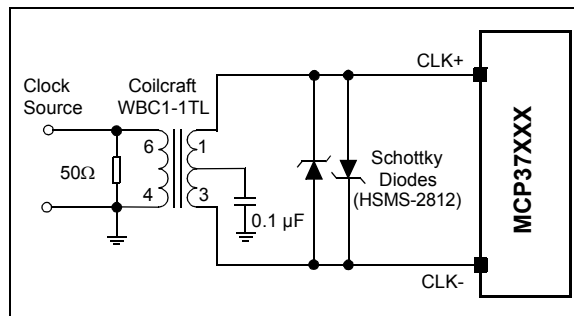 Clock
Source
Coilcraft
WBC1-1TL
CLK+
6
1
50Ω
4
3
0.1 µF
Schottky
Diodes
(HSMS-2812)
MCP37XXX
CLK-